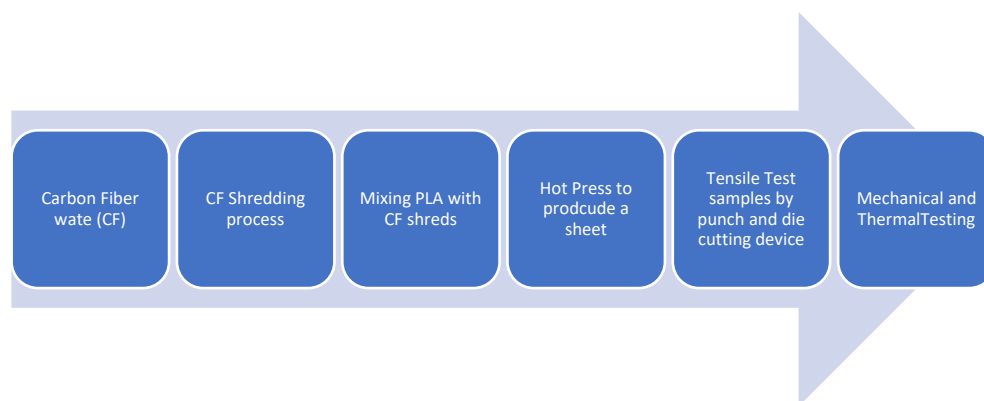 Carbon Fiber
wate (CF)
CF Shredding
process
Mixing PLA with
CF shreds
Hot Press to
prodcude a
sheet
Tensile Test
samples by
punch and die
cutting device
Mechanical and
ThermalTesting